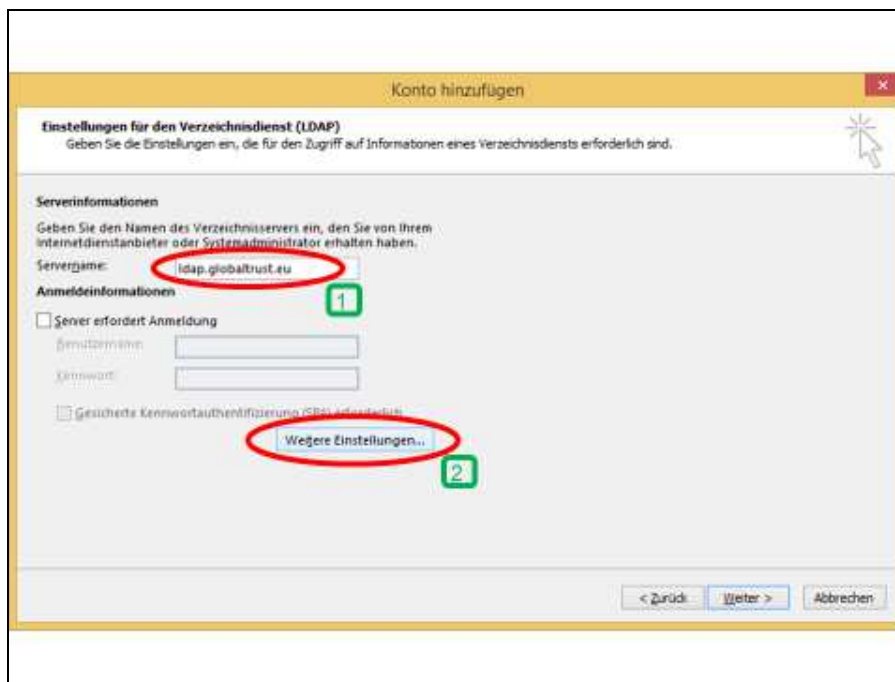 Konto hinzufügen
Einstellungen für den Verzeichnisdienst (LDAP)
Geben Sie die Einstellungen ein, die für den Zugriff auf Informationen eines Verzeichnisdiensts erforderlich sind.
Serverinformationen
Geben Sie den Namen des Verzeichnisservers ein, den Sie von Ihrem
Internetdienstanbieter oder Systemadministrator erhalten haben.
Servername: ldap.globaltrust.eu
1
Anmeldeinformationen
Server erfordert Anmeldung
Benutzername:
Kennwort:
Gesicherte Kennwortauthentifizierung (SPA) erforderlich
Weitere Einstellungen...
2
< Zurück Weiter > Abbrechen